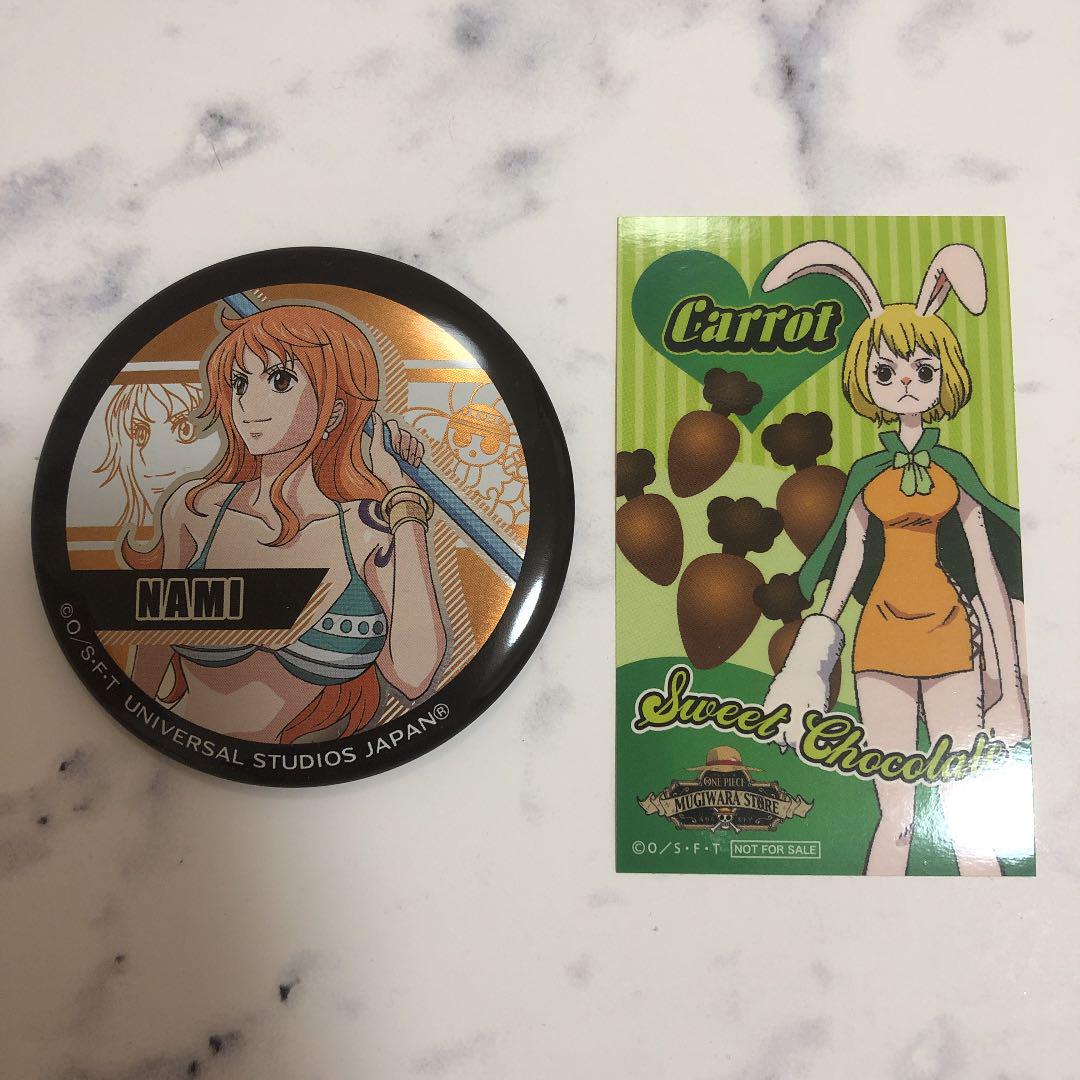 NAMI
©O/S·F·T UNIVERSAL STUDIOS JAPAN®
Carrot
Sweet Chocolate
ONE PIECE
MUGIWARA STORE
©O/S·F·T NOT FOR SALE